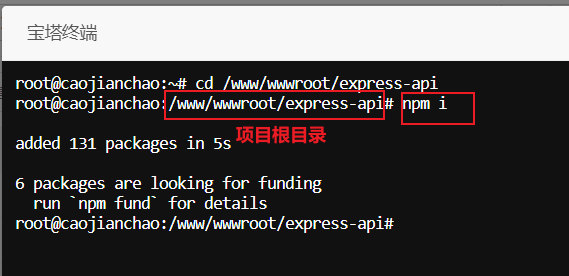 宝塔终端
root@caojianchao:~# cd /www/wwwroot/express-api
root@caojianchao:/www/wwwroot/express-api# npm i
added 131 packages in 5s
项目根目录
6 packages are looking for funding
run `npm fund` for details
root@caojianchao:/www/wwwroot/express-api#